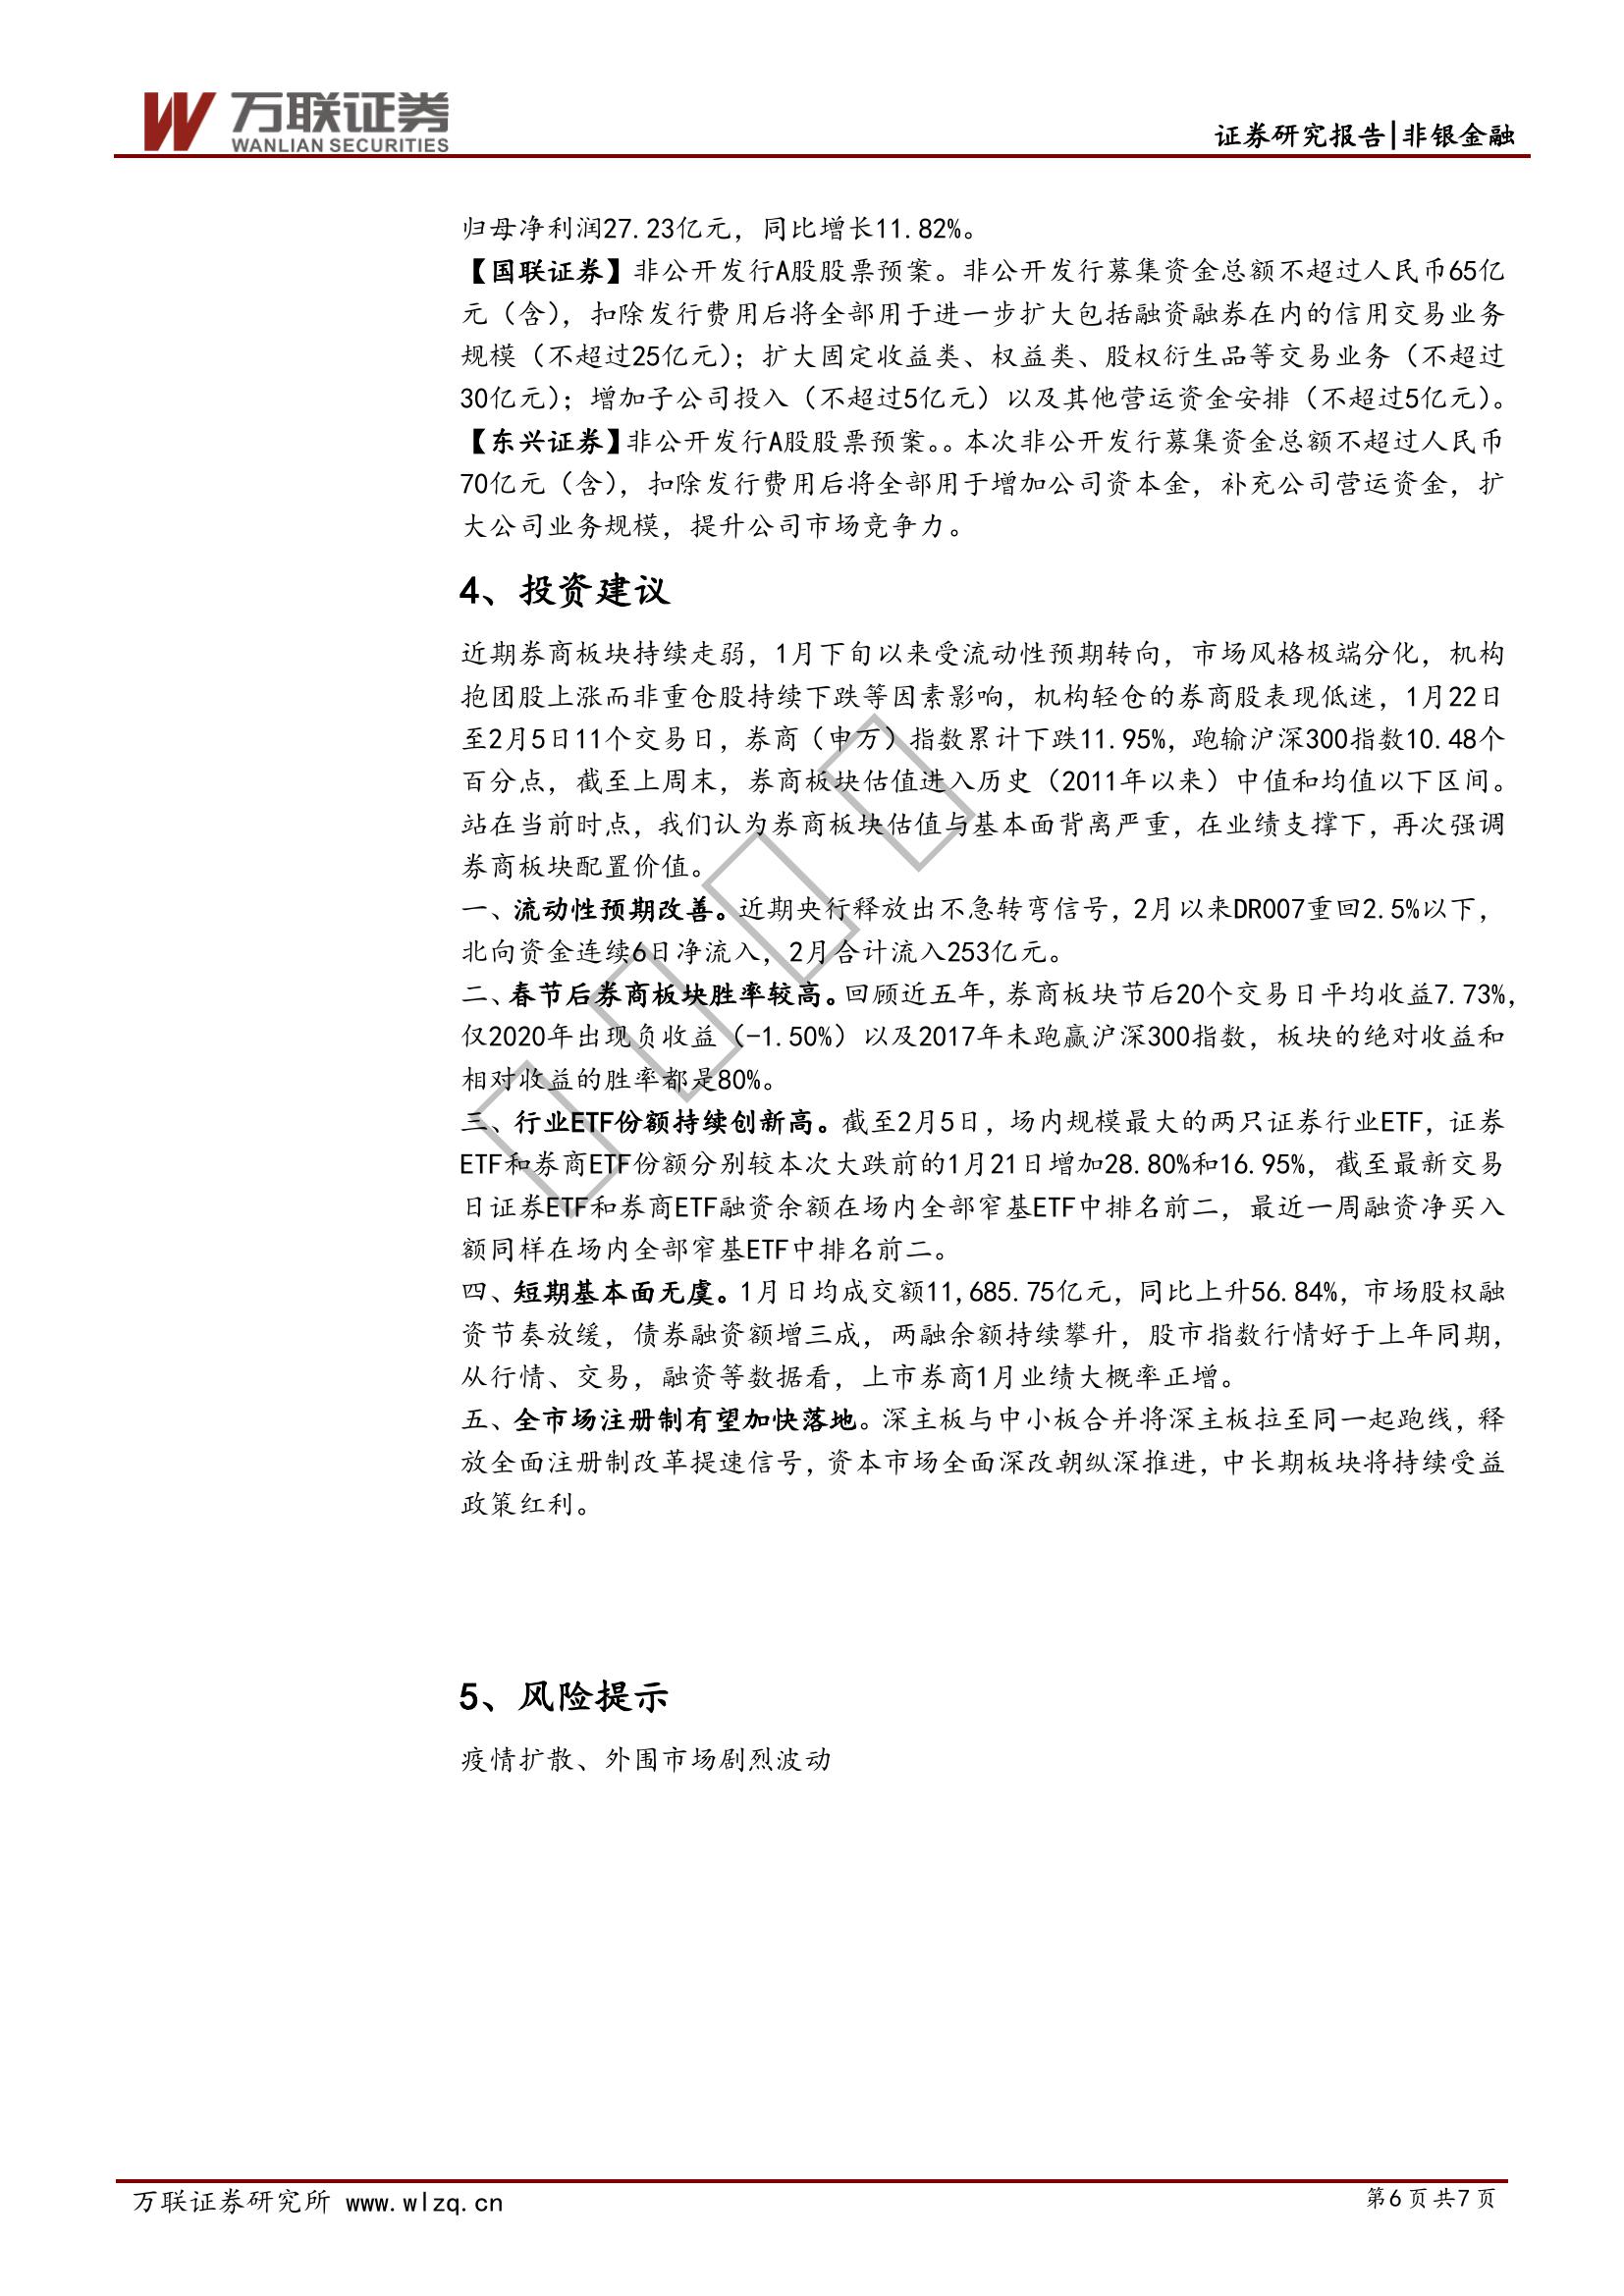 万联证券
WANLIAN SECURITIES
证券研究报告|非银金融
归母净利润27.23亿元，同比增长11.82%。
【国联证券】非公开发行A股股票预案。非公开发行募集资金总额不超过人民币65亿
元（含），扣除发行费用后将全部用于进一步扩大包括融资融券在内的信用交易业务
规模（不超过25亿元）；扩大固定收益类、权益类、股权衍生品等交易业务（不超过
30亿元）；增加子公司投入（不超过5亿元）以及其他营运资金安排（不超过5亿元）。
【东兴证券】非公开发行A股股票预案。。本次非公开发行募集资金总额不超过人民币
70亿元（含），扣除发行费用后将全部用于增加公司资本金，补充公司营运资金，扩
大公司业务规模，提升公司市场竞争力。
4、投资建议
近期券商板块持续走弱，1月下旬以来受流动性预期转向，市场风格极端分化，机构
抱团股上涨而非重仓股持续下跌等因素影响，机构轻仓的券商股表现低迷，1月22日
至2月5日11个交易日，券商（申万）指数累计下跌11.95%，跑输沪深300指数10.48个
百分点，截至上周末，券商板块估值进入历史（2011年以来）中值和均值以下区间。
站在当前时点，我们认为券商板块估值与基本面背离严重，在业绩支撑下，再次强调
券商板块配置价值。
一、流动性预期改善。近期央行释放出不急转弯信号，2月以来DR007重回2.5%以下，
北向资金连续6日净流入，2月合计流入253亿元。
二、春节后券商板块胜率较高。回顾近五年，券商板块节后20个交易日平均收益7.73%，
仅2020年出现负收益（-1.50%）以及2017年未跑赢沪深300指数，板块的绝对收益和
相对收益的胜率都是80%。
三、行业ETF份额持续创新高。截至2月5日，场内规模最大的两只证券行业ETF，证券
ETF和券商ETF份额分别较本次大跌前的1月21日增加28.80%和16.95%，截至最新交易
日证券ETF和券商ETF融资余额在场内全部窄基ETF中排名前二，最近一周融资净买入
额同样在场内全部窄基ETF中排名前二。
四、短期基本面无虞。1月日均成交额11,685.75亿元，同比上升56.84%，市场股权融
资节奏放缓，债券融资额增三成，两融余额持续攀升，股市指数行情好于上年同期，
从行情、交易，融资等数据看，上市券商1月业绩大概率正增。
五、全市场注册制有望加快落地。深主板与中小板合并将深主板拉至同一起跑线，释
放全面注册制改革提速信号，资本市场全面深改朝纵深推进，中长期板块将持续受益
政策红利。
5、风险提示
疫情扩散、外围市场剧烈波动
万联证券研究所 www.wlzq.cn
第6页共7页